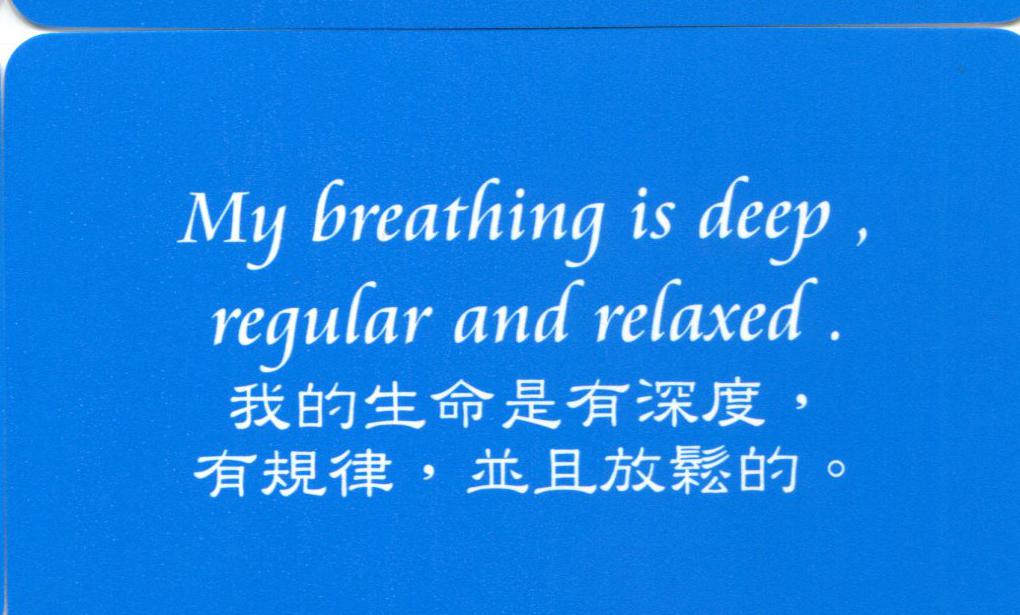 My breathing is deep ,
regular and relaxed .
我的生命是有深度，
有規律，並且放鬆的。